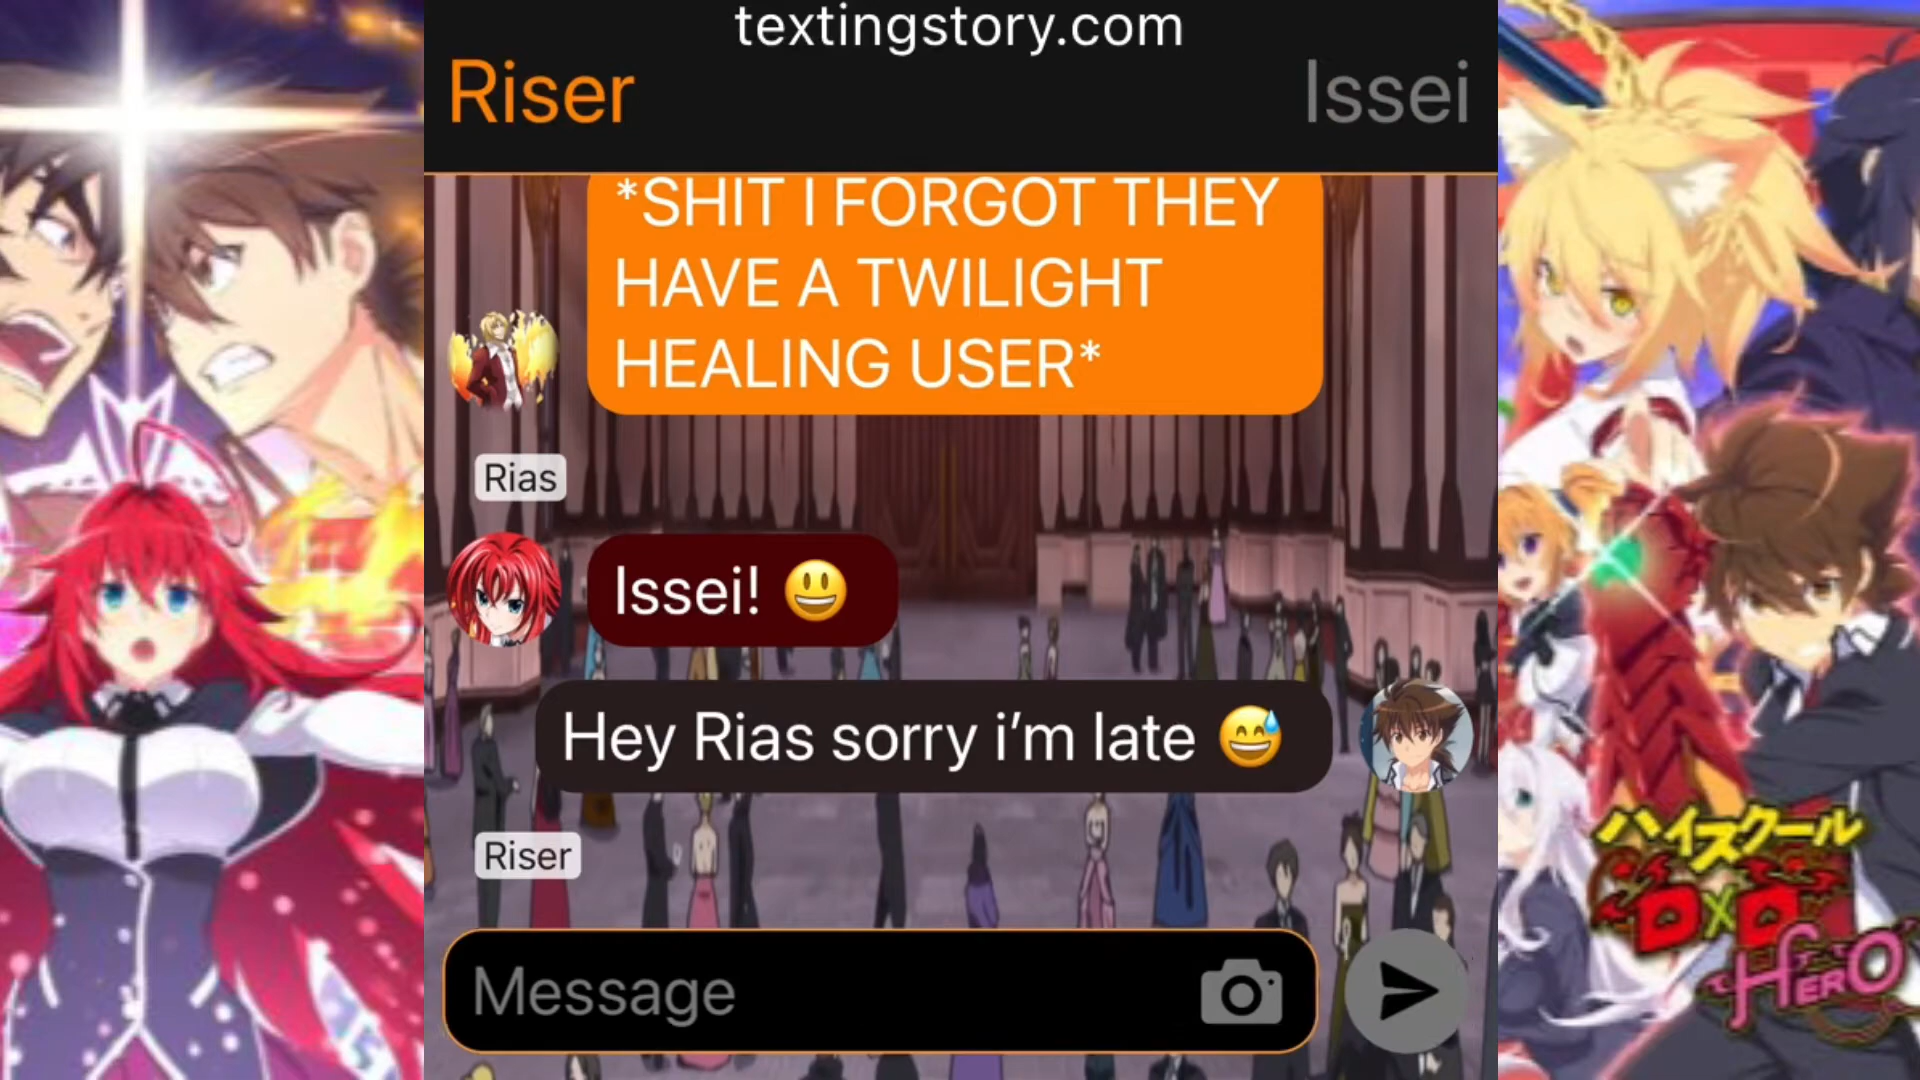 textingstory.com
Riser
Issei
*SHIT I FORGOT THEY
HAVE A TWILIGHT
HEALING USER*
Rias
Issei! 😃
Hey Rias sorry i’m late 😅
Riser
Message
ハイスクール
D×D
HERO